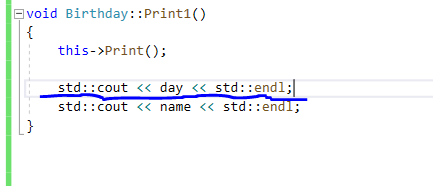 void Birthday::Print1()
{
this->Print();
std::cout << day << std::endl;
std::cout << name << std::endl;
}